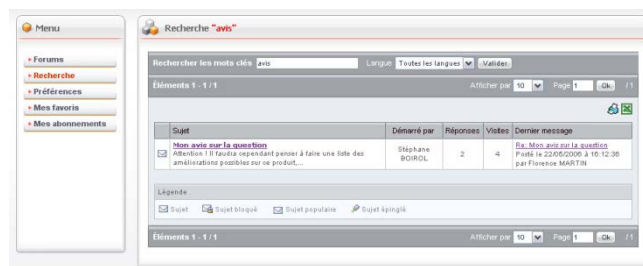 Menu
Forums
Recherche
Préférences
Mes favoris
Mes abonnements
Recherche "avis"
Rechercher les mots clés avis Langue Toutes les langues Valider
Éléments 1 - 1 / 1 Afficher par 10 Page 1 Ok / 1
Sujet Démarré par Réponses Visites Dernier message
Mon avis sur la question
Attention ! Il faudra cependant penser à faire une liste des
améliorations possibles sur ce produit,...
Stéphane
BOIROL
2 4
Re: Mon avis sur la question
Posté le 22/06/2006 à 16:12:36
par Florence MARTIN
Légende
Sujet Sujet bloqué Sujet populaire Sujet épinglé
Éléments 1 - 1 / 1 Afficher par 10 Page 1 Ok / 1